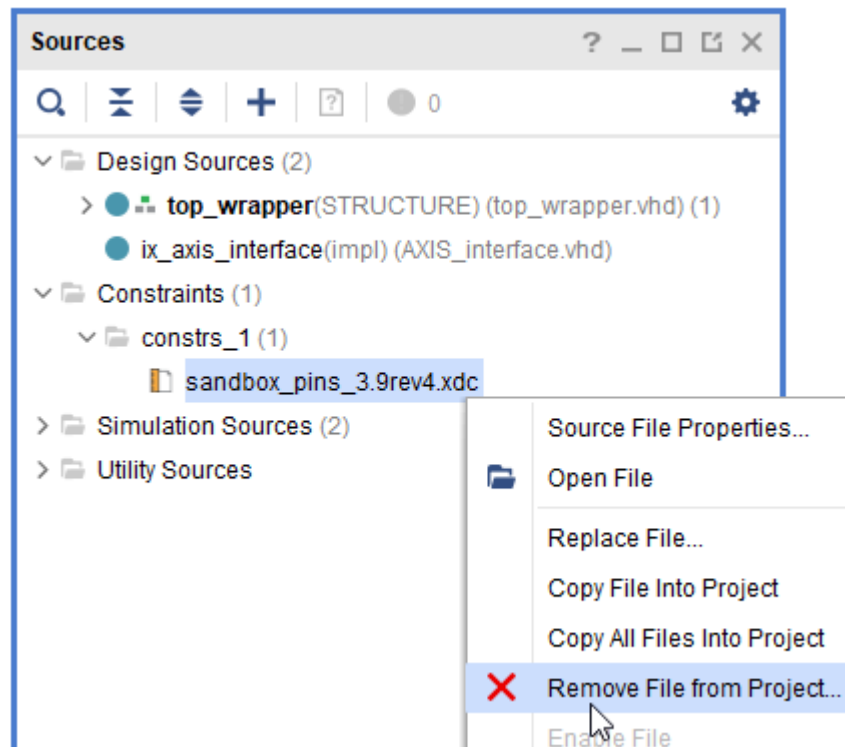 Sources
?
? 0
Design Sources (2)
top_wrapper(STRUCTURE) (top_wrapper.vhd) (1)
ix_axis_interface(impl) (AXIS_interface.vhd)
Constraints (1)
constrs_1 (1)
sandbox_pins_3.9rev4.xdc
Simulation Sources (2)
Utility Sources
Source File Properties...
Open File
Replace File...
Copy File Into Project
Copy All Files Into Project
Remove File from Project...
Enable File